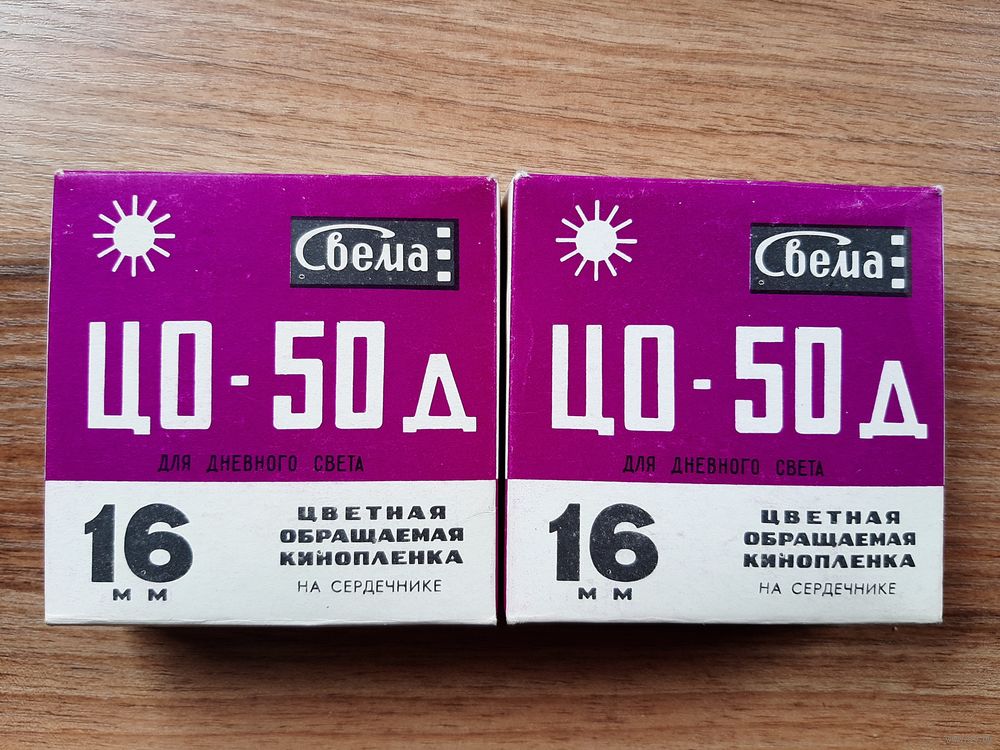 Свема
ЦО-50Д
ДЛЯ ДНЕВНОГО СВЕТА
16
мм
ЦВЕТНАЯ
ОБРАЩАЕМАЯ
КИНОПЛЕНКА
НА СЕРДЕЧНИКЕ
Свема
ЦО-50Д
ДЛЯ ДНЕВНОГО СВЕТА
16
мм
ЦВЕТНАЯ
ОБРАЩАЕМАЯ
КИНОПЛЕНКА
НА СЕРДЕЧНИКЕ